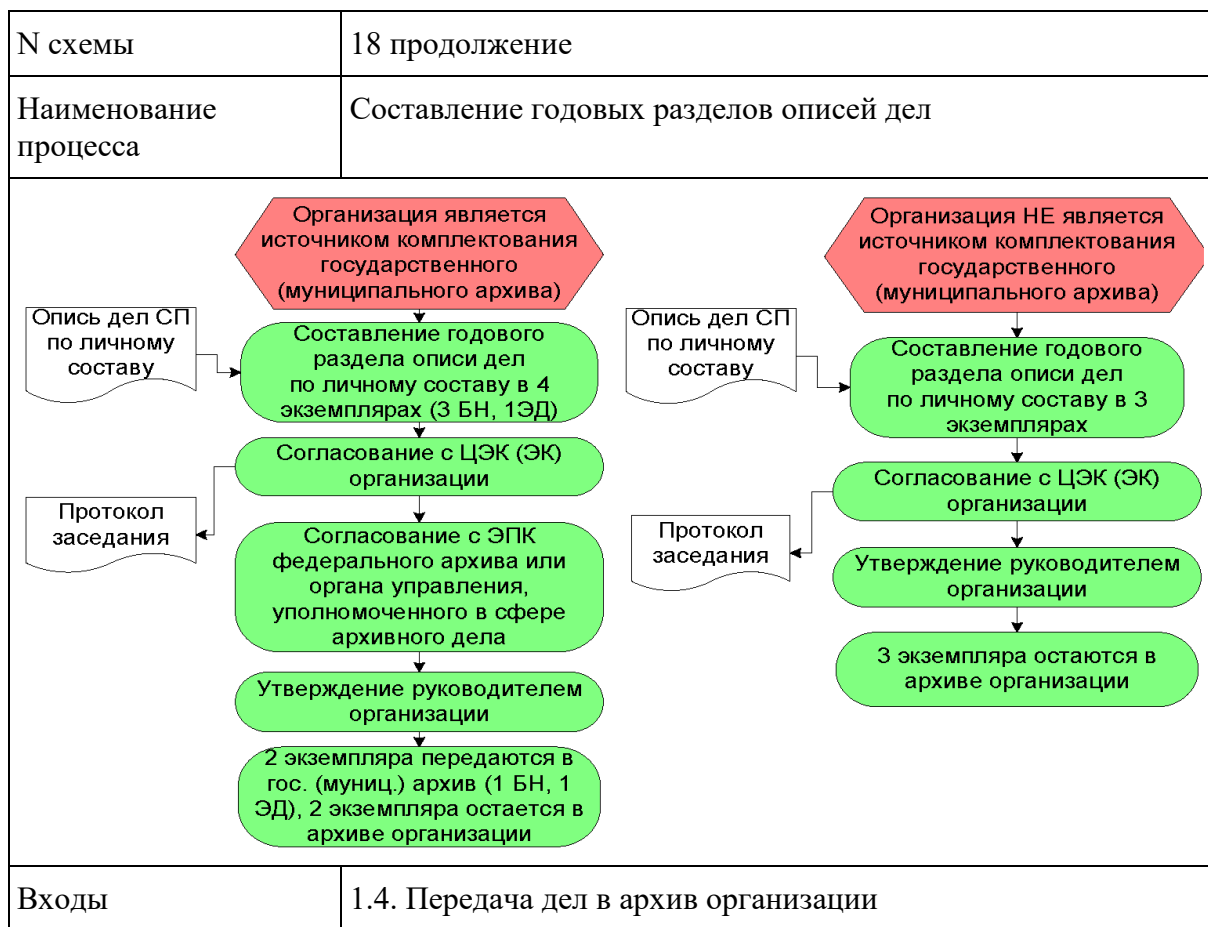 N схемы
18 продолжение
Наименование
процесса
Составление годовых разделов описей дел
Организация является
источником комплектования
государственного
(муниципального архива)
Опись дел СП
по личному
составу
Составление годового
раздела описи дел
по личному составу в 4
экземплярах (3 БН, 1ЭД)
Согласование с ЦЭК (ЭК)
организации
Протокол
заседания
Согласование с ЭПК
федерального архива или
органа управления,
уполномоченного в сфере
архивного дела
Утверждение руководителем
организации
2 экземпляра передаются в
гос. (муниц.) архив (1 БН, 1
ЭД), 2 экземпляра остается в
архиве организации
Организация НЕ является
источником комплектования
государственного
(муниципального архива)
Опись дел СП
по личному
составу
Составление годового
раздела описи дел
по личному составу в 3
экземплярах
Согласование с ЦЭК (ЭК)
организации
Протокол
заседания
Утверждение руководителем
организации
3 экземпляра остаются в
архиве организации
Входы
1.4. Передача дел в архив организации